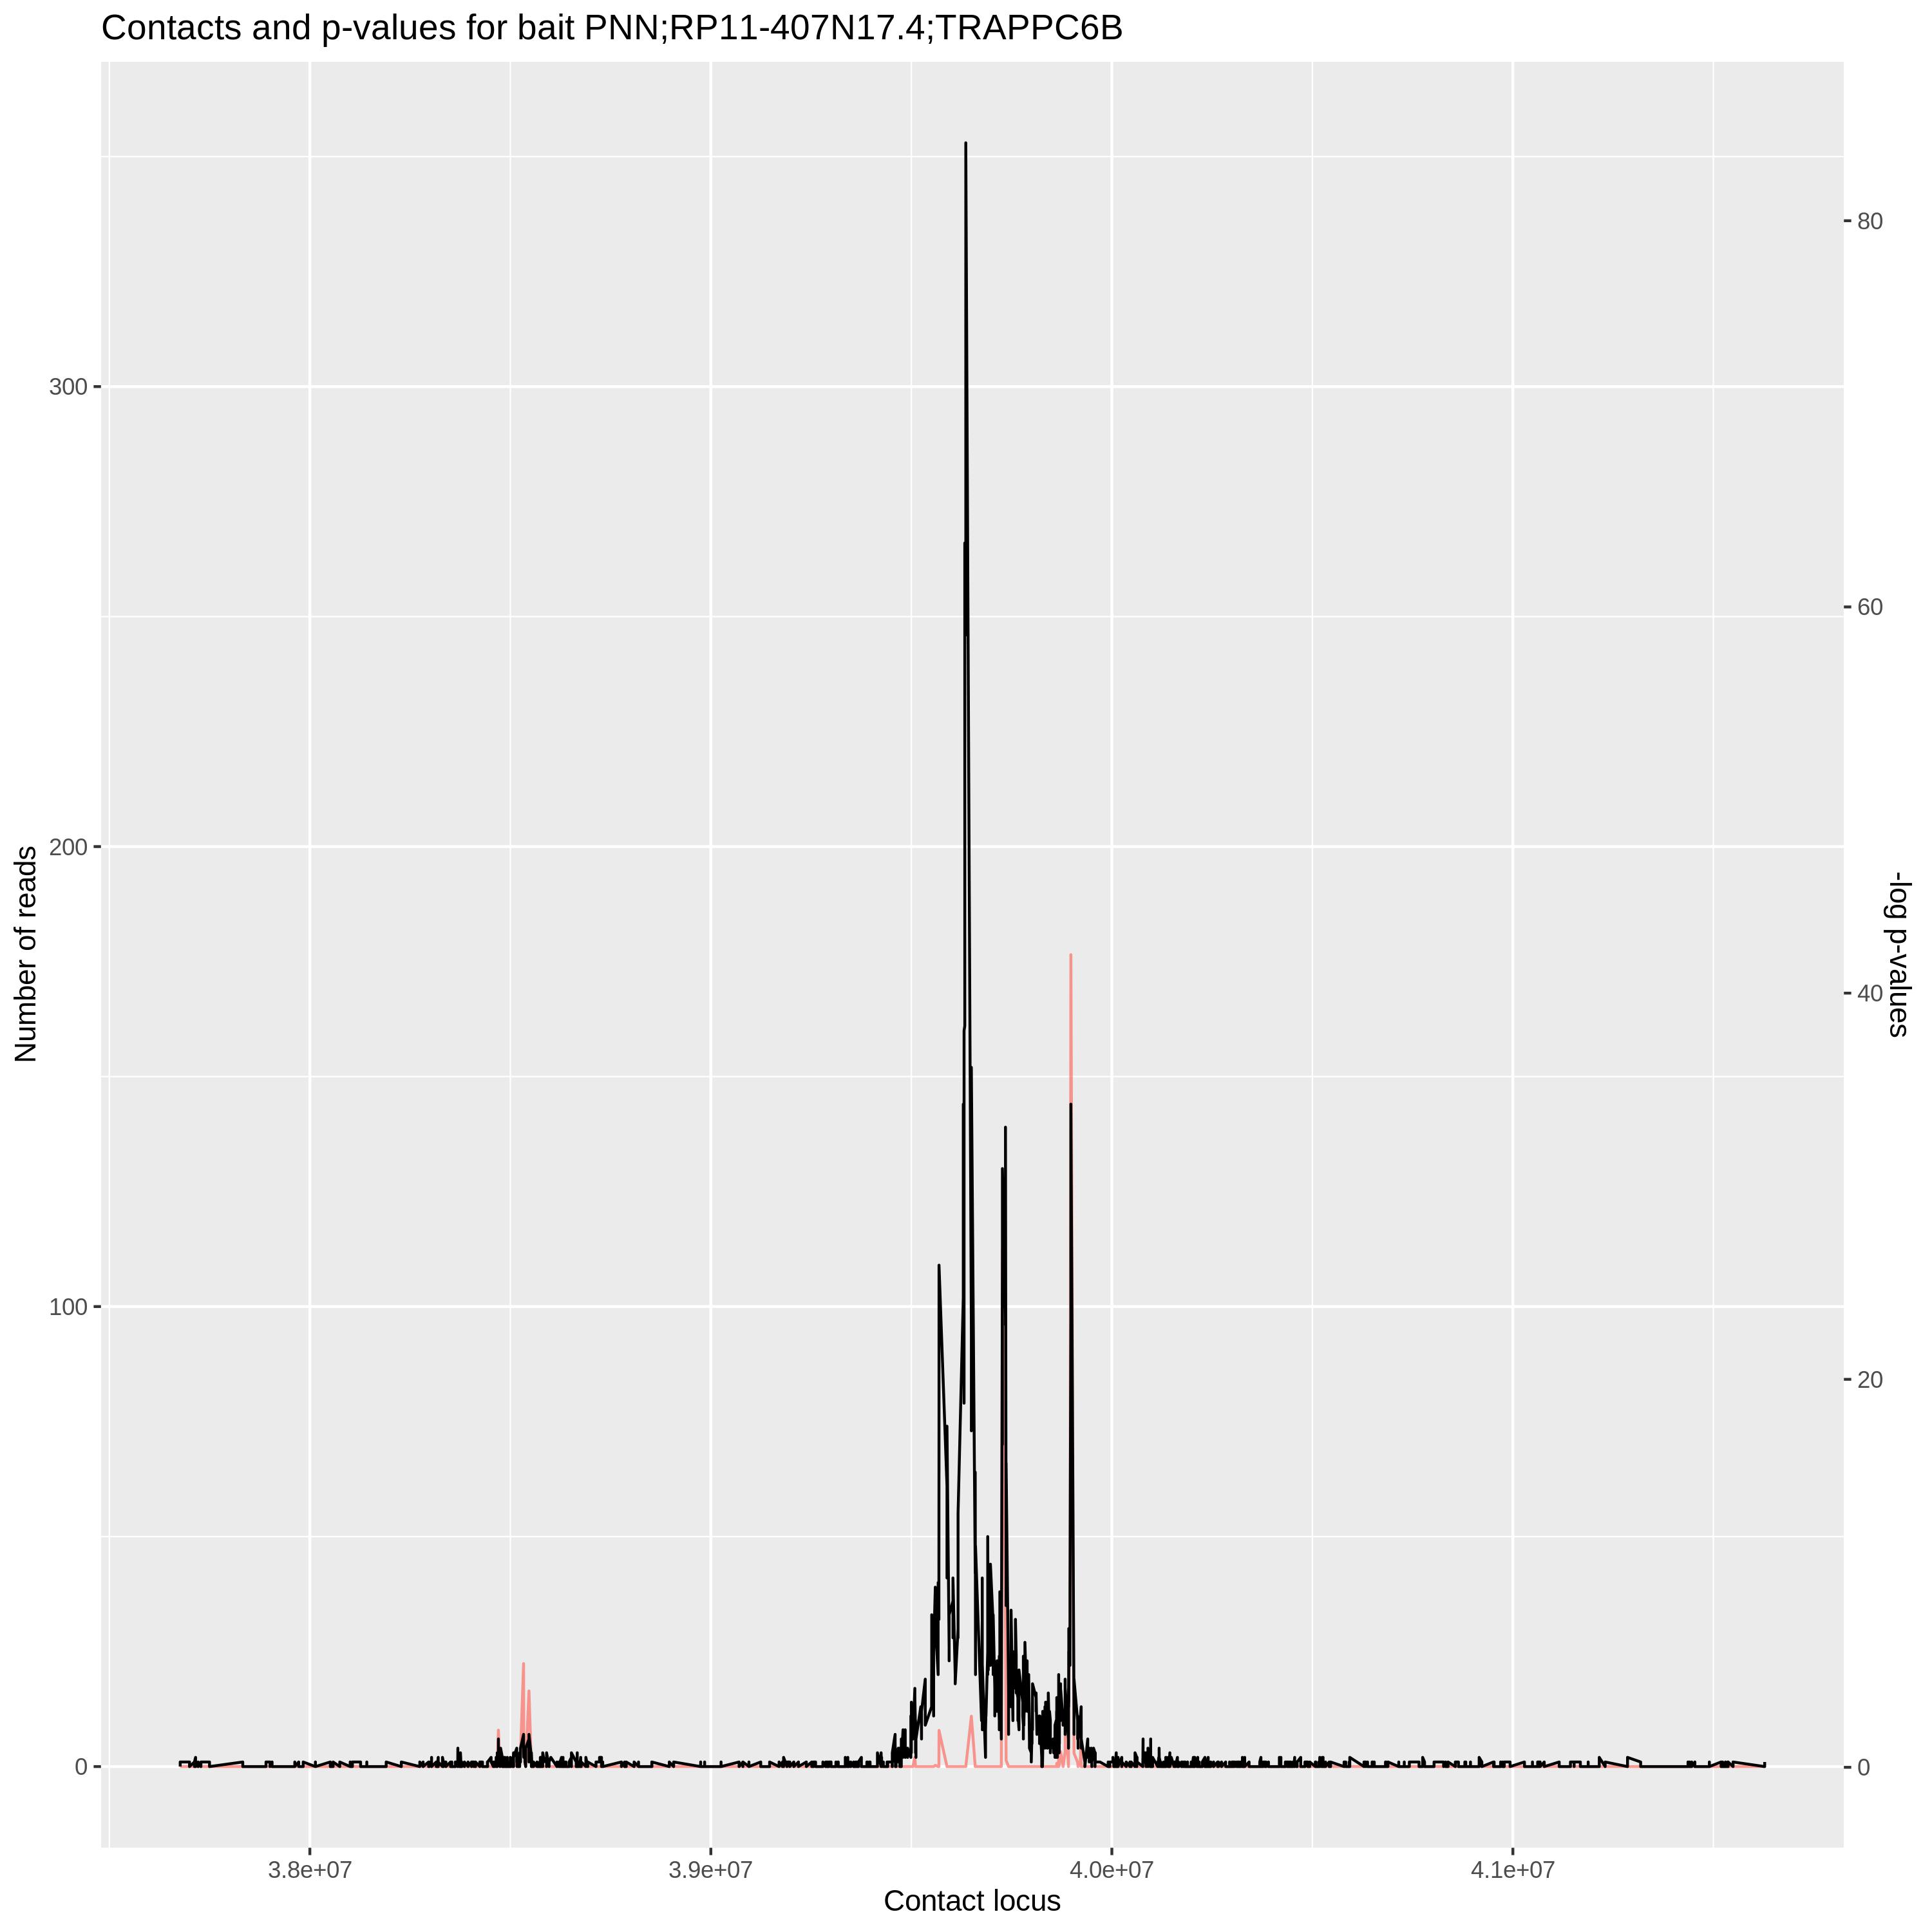 Contacts and p-values for bait PNN;RP11-407N17.4;TRAPPC6B
Number of reads
300
200
100
0
80
60
40
20
0
-log p-values
3.8e+07
3.9e+07
4.0e+07
4.1e+07
Contact locus